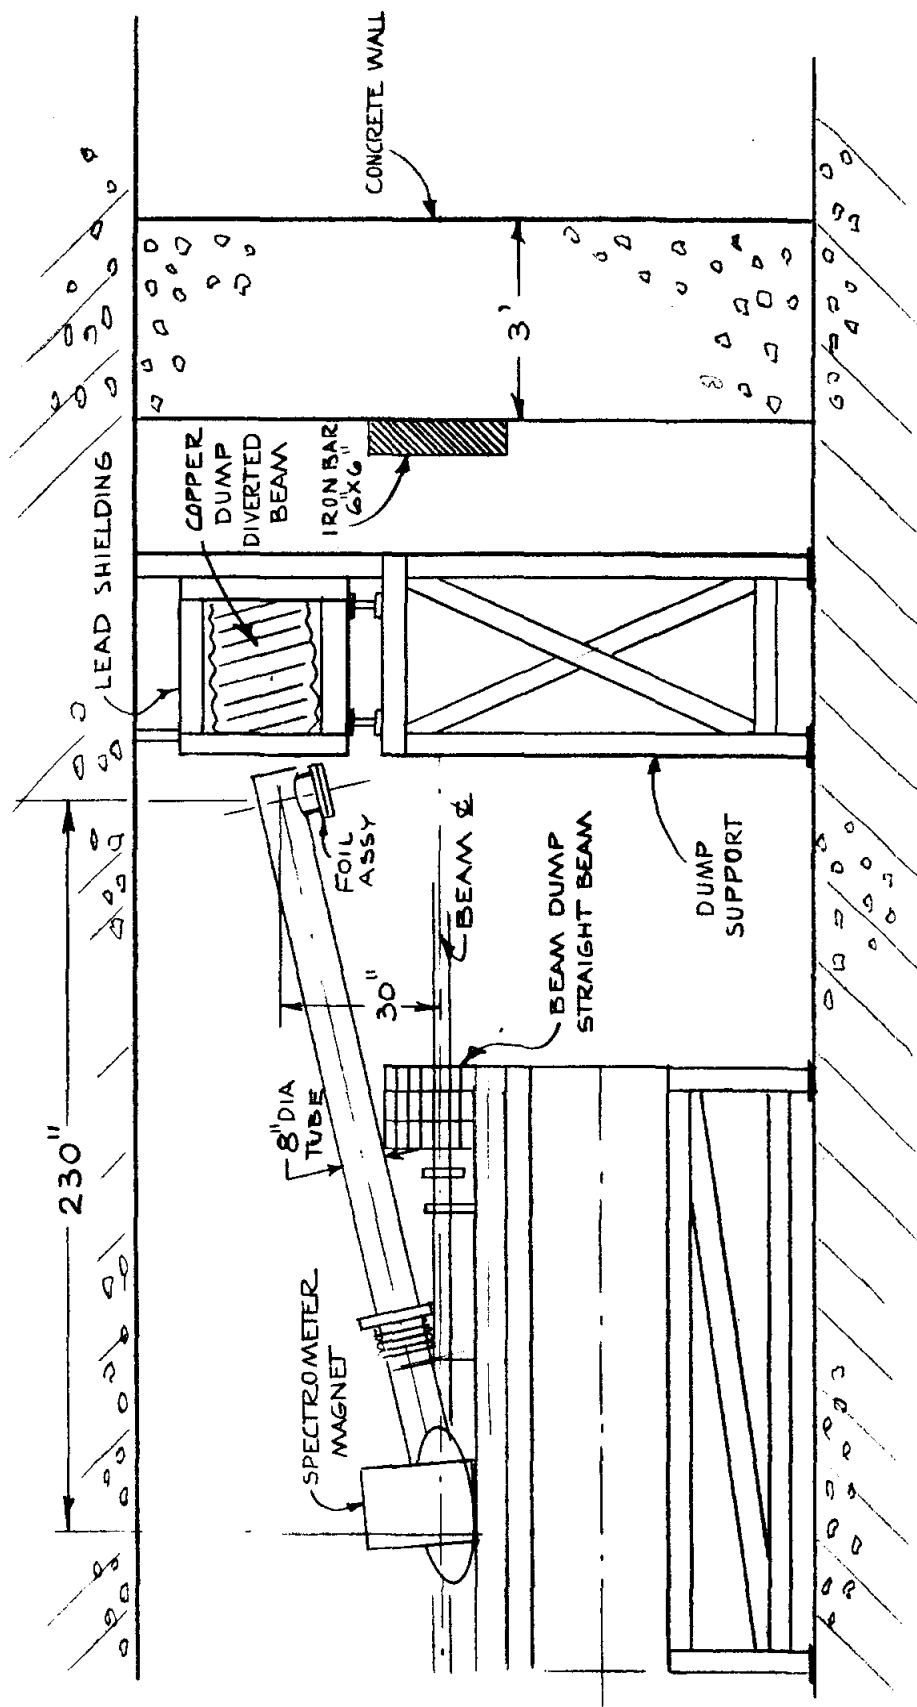 230"
LEAD SHIELDING
COPPER
DUMP
DIVERTED
BEAM
IRON BAR
6"X6"
CONCRETE WALL
3'
SPECTROMETER
MAGNET
8" DIA
TUBE
30"
FOIL
ASSY
BEAM ℄
BEAM DUMP
STRAIGHT BEAM
DUMP
SUPPORT